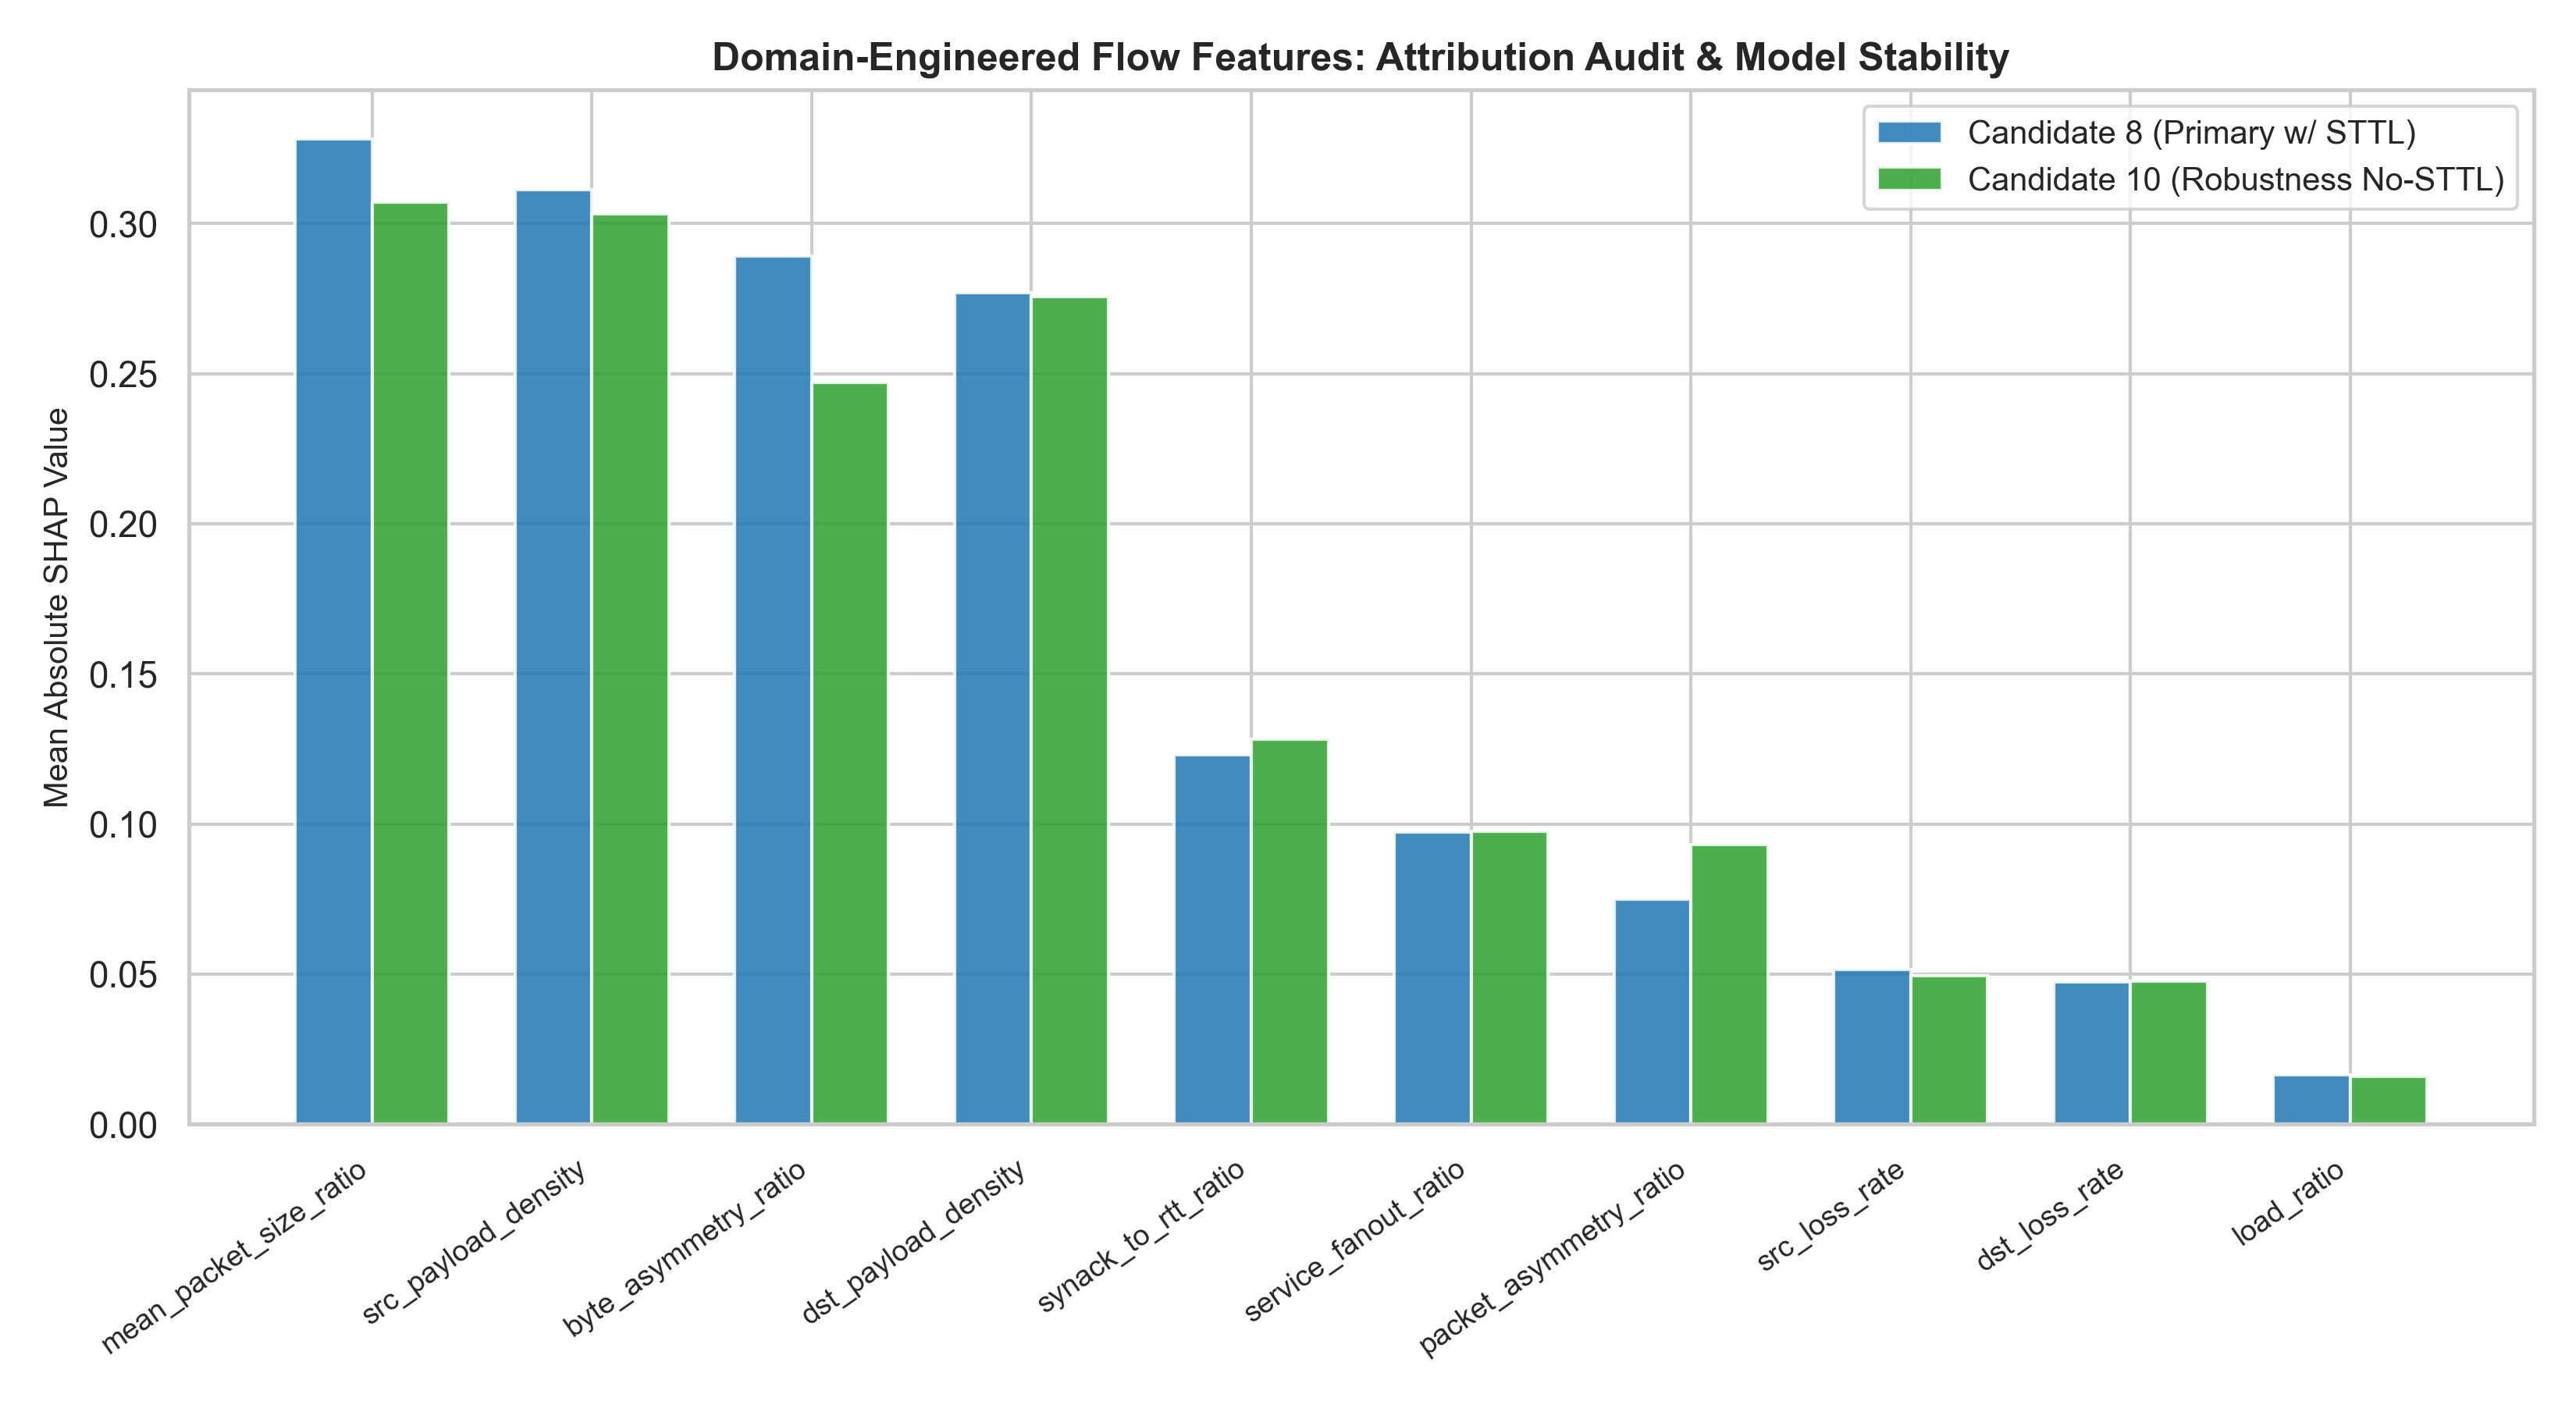 Domain-Engineered Flow Features: Attribution Audit & Model Stability
Candidate 8 (Primary w/ STTL)
Candidate 10 (Robustness No-STTL)
Mean Absolute SHAP Value
0.30
0.25
0.20
0.15
0.10
0.05
0.00
mean_packet_size_ratio
src_payload_density
byte_asymmetry_ratio
dst_payload_density
synack_to_rtt_ratio
service_fanout_ratio
packet_asymmetry_ratio
src_loss_rate
dst_loss_rate
load_ratio